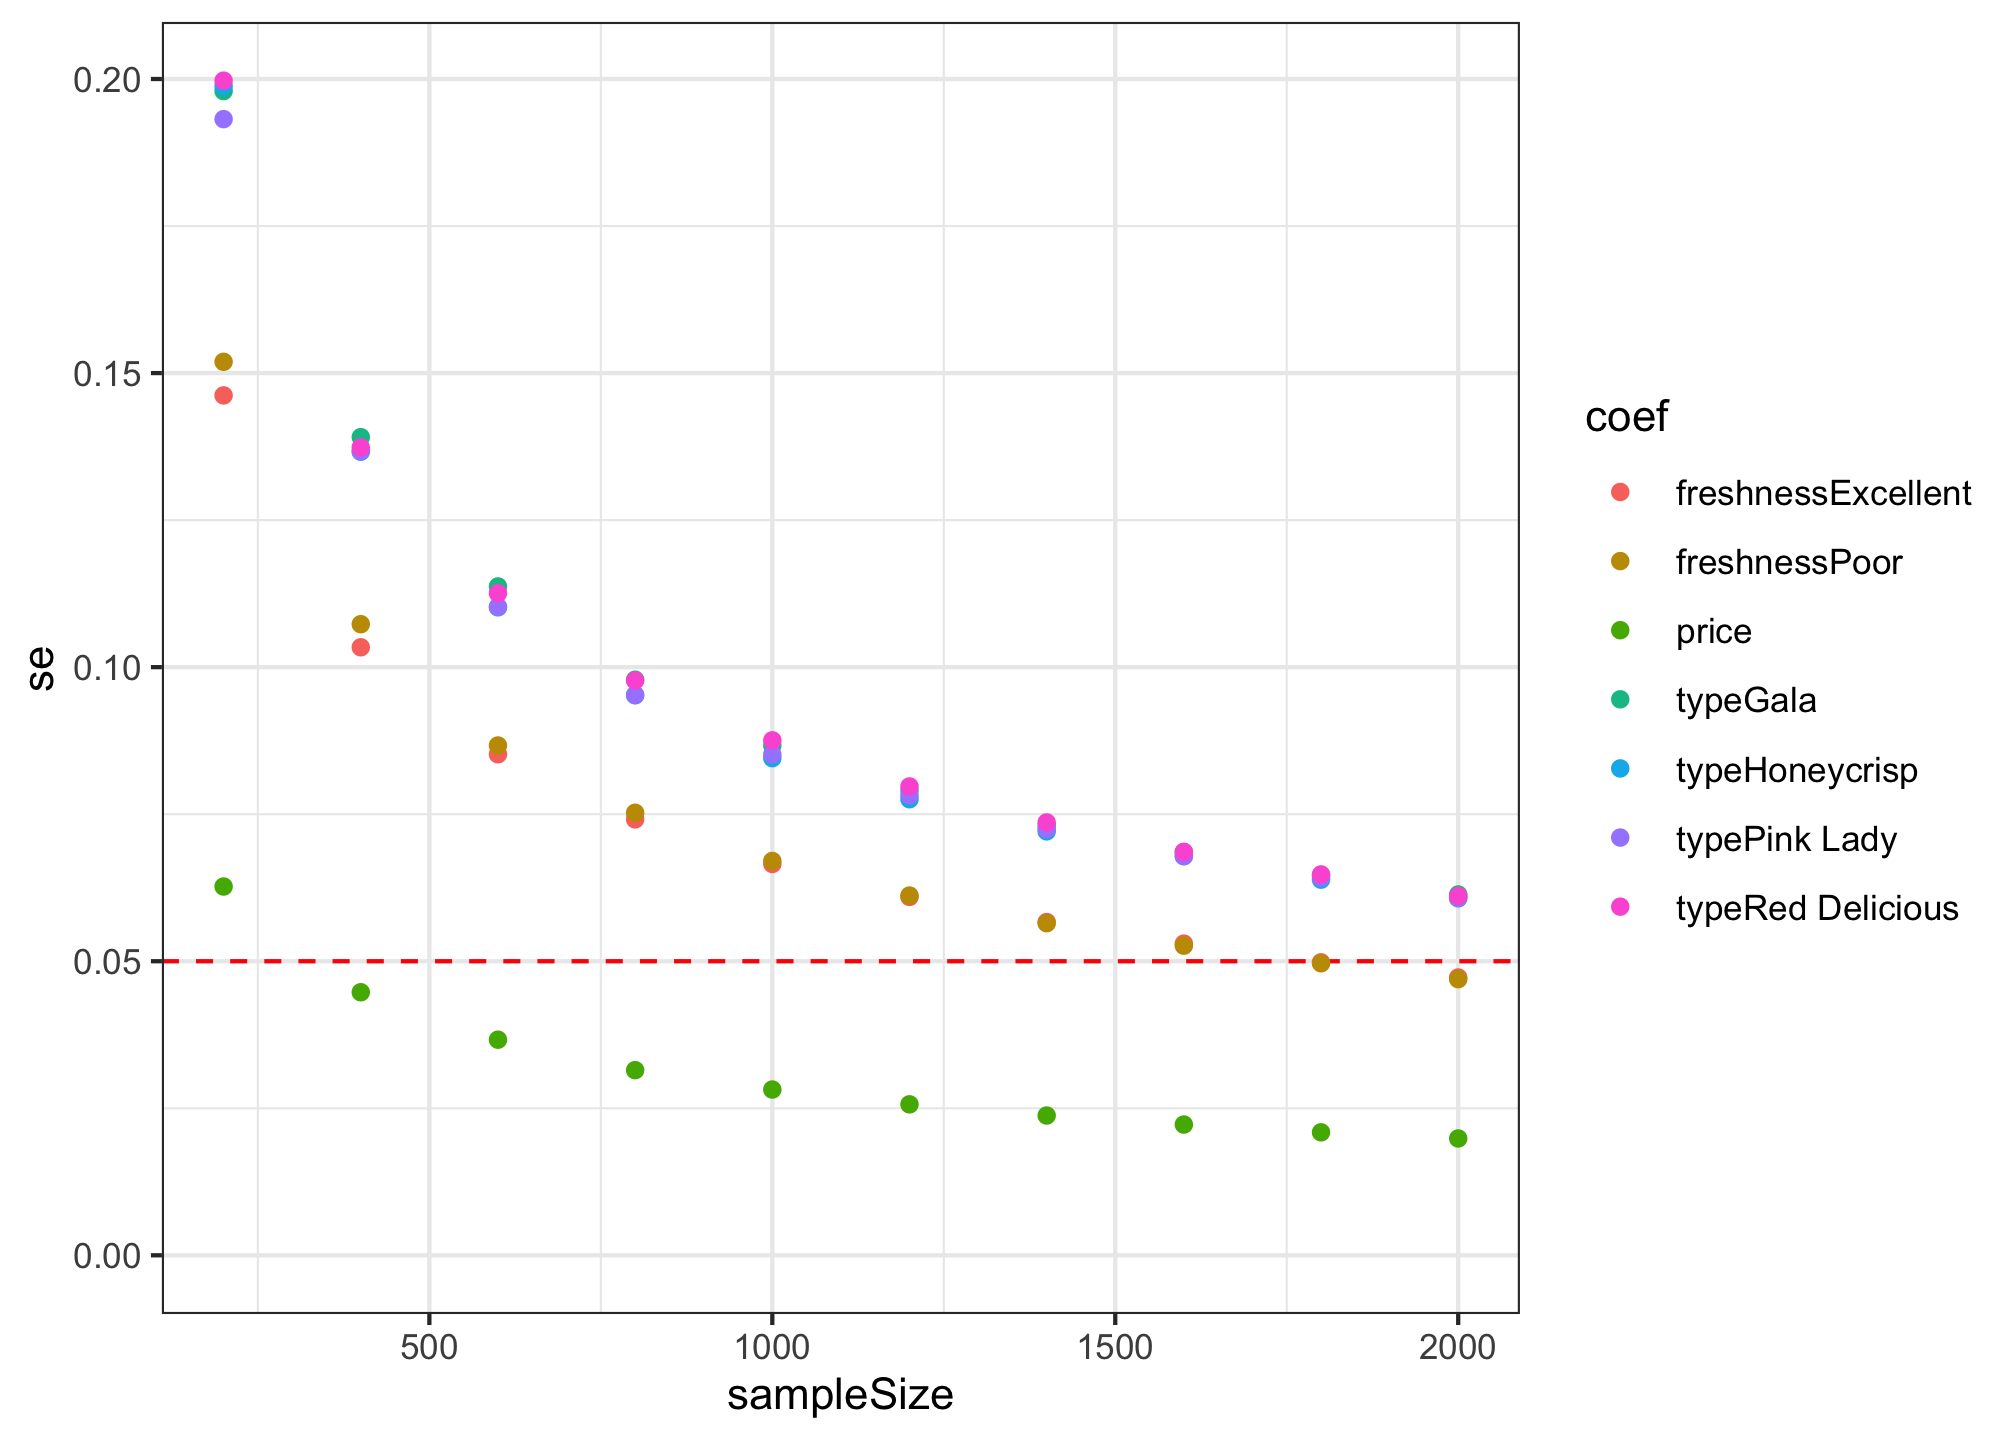 0.20
0.15
0.10
0.05
0.00
se
500 1000 1500 2000
sampleSize
coef
freshnessExcellent
freshnessPoor
price
typeGala
typeHoneycrisp
typePink Lady
typeRed Delicious